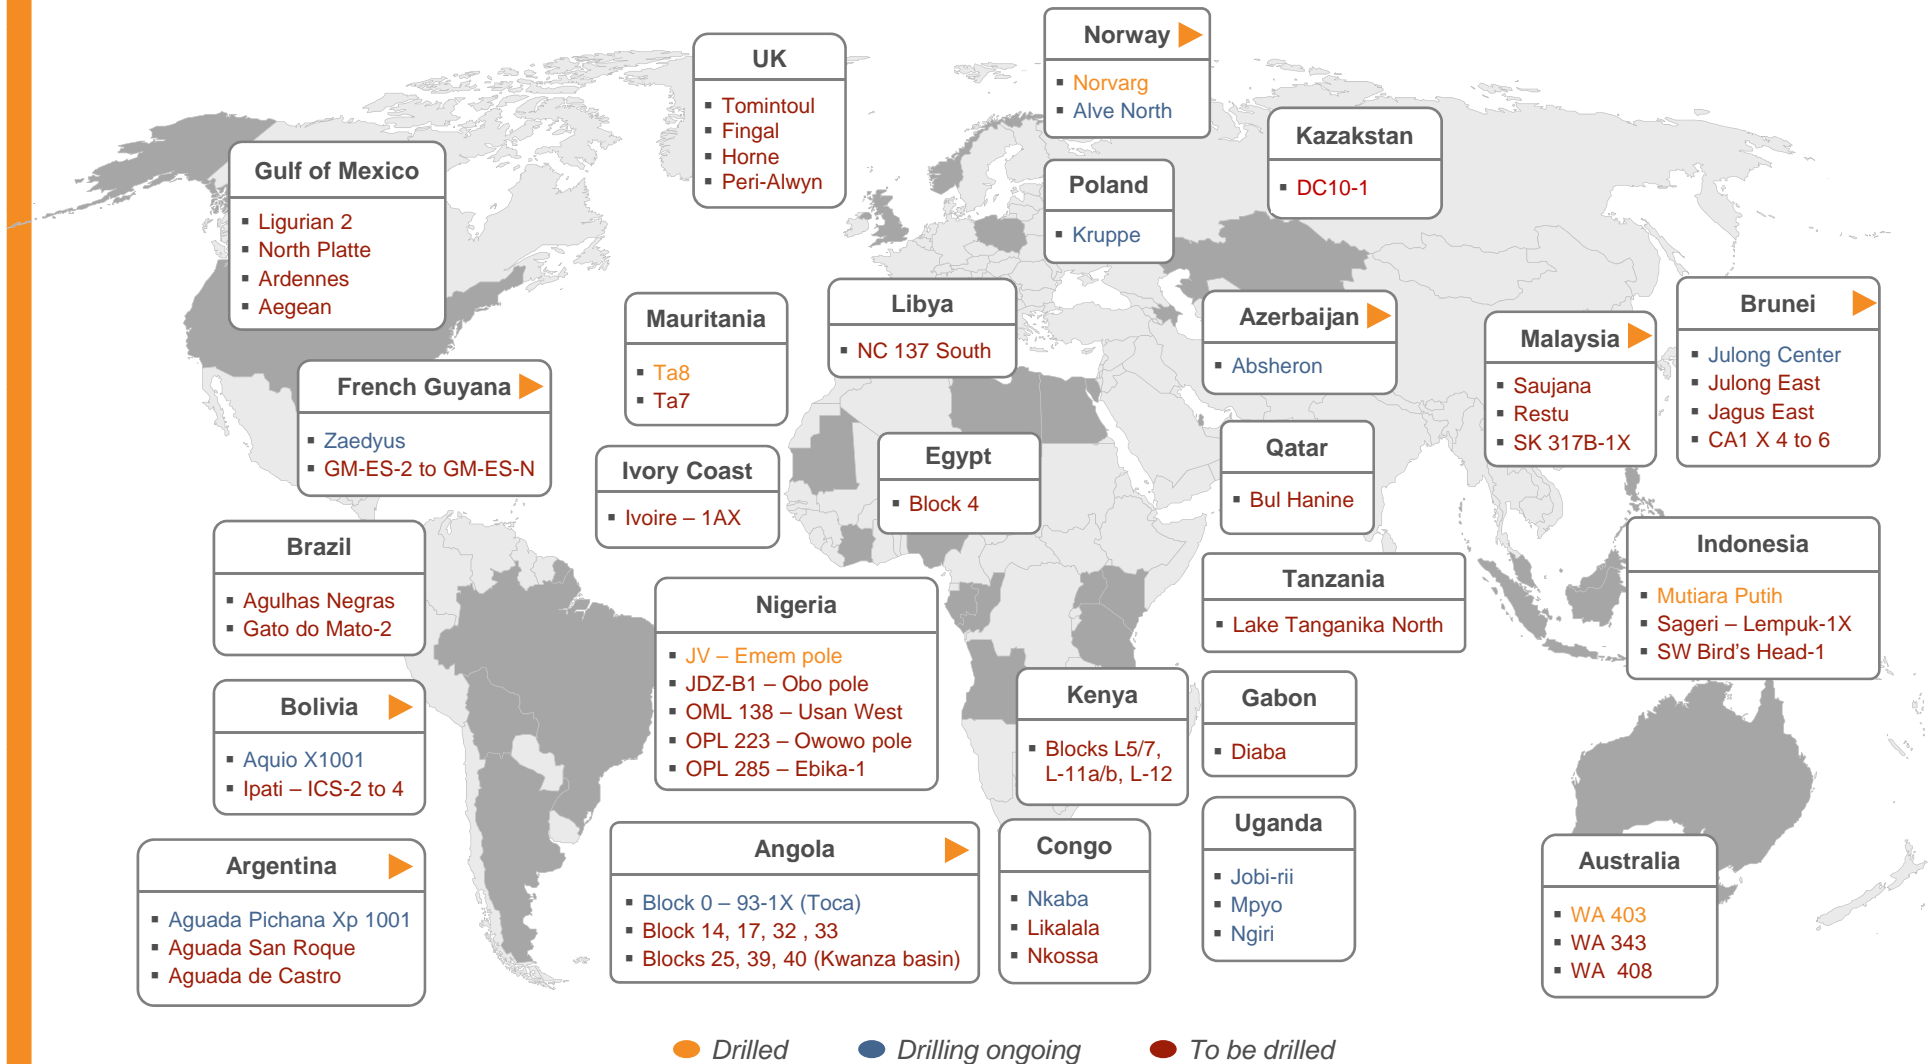 Norway
▪ Norvarg
▪ Alve North
UK
▪ Tomintoul
▪ Fingal
▪ Horne
▪ Peri-Alwyn
Kazakstan
▪ DC10-1
Gulf of Mexico
▪ Ligurian 2
▪ North Platte
▪ Ardennes
▪ Aegean
Poland
▪ Kruppe
Libya
▪ NC 137 South
Mauritania
▪ Ta8
▪ Ta7
Azerbaijan
▪ Absheron
Malaysia
▪ Saujana
▪ Restu
▪ SK 317B-1X
Brunei
▪ Julong Center
▪ Julong East
▪ Jagus East
▪ CA1 X 4 to 6
French Guyana
▪ Zaedyus
▪ GM-ES-2 to GM-ES-N
Ivory Coast
▪ Ivoire – 1AX
Egypt
▪ Block 4
Qatar
▪ Bul Hanine
Brazil
▪ Agulhas Negras
▪ Gato do Mato-2
Indonesia
▪ Mutiara Putih
▪ Sageri – Lempuk-1X
▪ SW Bird's Head-1
Tanzania
▪ Lake Tanganika North
Nigeria
▪ JV – Emem pole
▪ JDZ-B1 – Obo pole
▪ OML 138 – Usan West
▪ OPL 223 – Owowo pole
▪ OPL 285 – Ebika-1
Bolivia
▪ Aquio X1001
▪ Ipati – ICS-2 to 4
Kenya
▪ Blocks L5/7,
L-11a/b, L-12
Gabon
▪ Diaba
Argentina
▪ Aguada Pichana Xp 1001
▪ Aguada San Roque
▪ Aguada de Castro
Angola
▪ Block 0 – 93-1X (Toca)
▪ Block 14, 17, 32 , 33
▪ Blocks 25, 39, 40 (Kwanza basin)
Congo
▪ Nkaba
▪ Likalala
▪ Nkossa
Uganda
▪ Jobi-rii
▪ Mpyo
▪ Ngiri
Australia
▪ WA 403
▪ WA 343
▪ WA 408
Drilled
Drilling ongoing
To be drilled